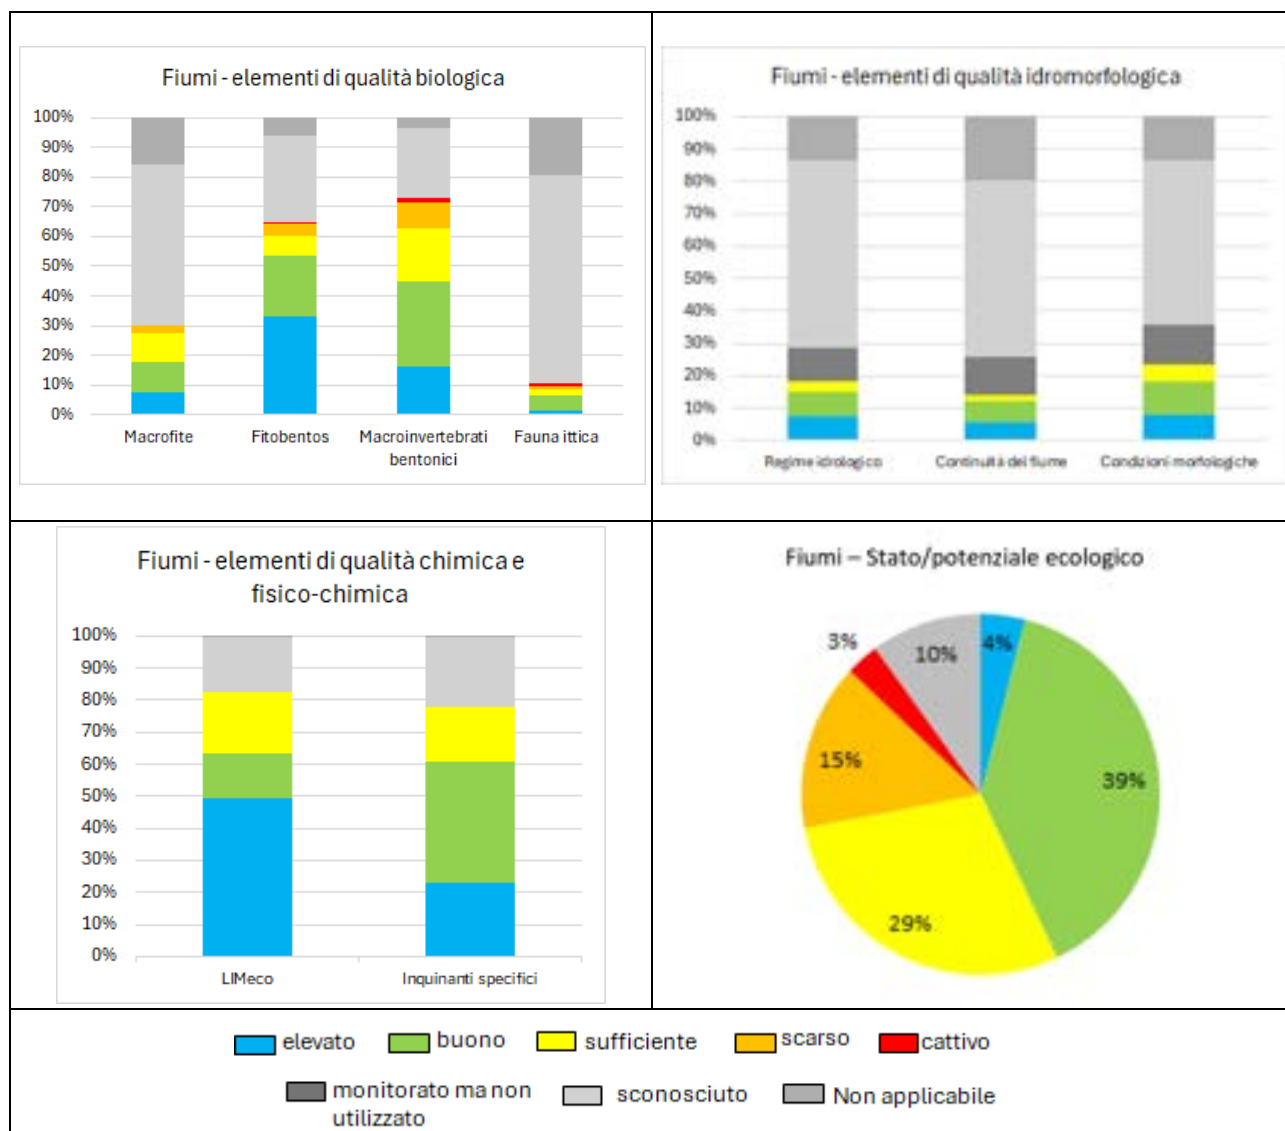 Fiumi - elementi di qualità biologica
100%
90%
80%
70%
60%
50%
40%
30%
20%
10%
0%
Macrofite
Fitobentos
Macroinvertebrati
bentonici
Fauna ittica
Fiumi - elementi di qualità idromorfologica
100%
90%
80%
70%
60%
50%
40%
30%
20%
10%
0%
Regime idrologico
Continuità del fiume
Condizioni morfologiche
Fiumi - elementi di qualità chimica e
fisico-chimica
100%
90%
80%
70%
60%
50%
40%
30%
20%
10%
0%
LIMeco
Inquinanti specifici
Fiumi – Stato/potenziale ecologico
3%
10%
4%
15%
39%
29%
elevato
buono
sufficiente
scarso
cattivo
monitorato ma non
utilizzato
sconosciuto
Non applicabile